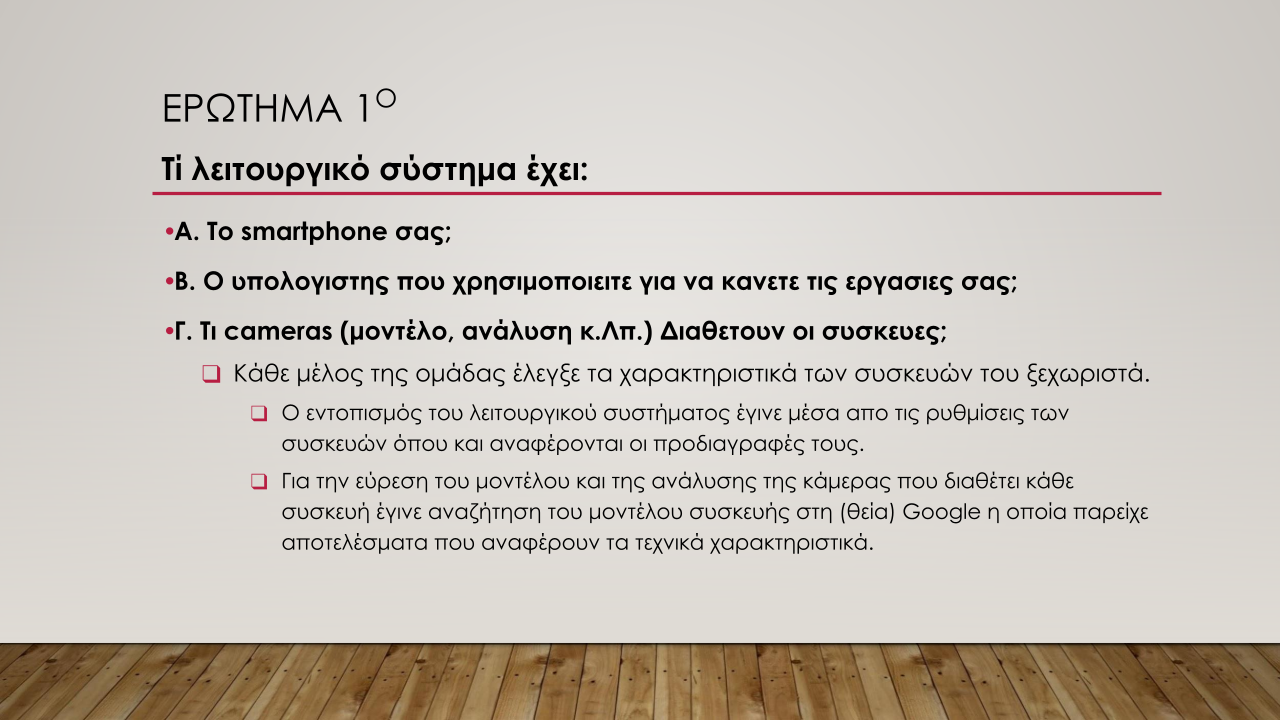 ΕΡΩΤΗΜΑ 1Ο
Τί λειτουργικό σύστημα έχει:
•Α. Το smartphone σας;
•Β. Ο υπολογιστης που χρησιμοποιειτε για να κανετε τις εργασιες σας;
•Γ. Τι cameras (μοντέλο, ανάλυση κ.Λπ.) Διαθετουν οι συσκευες;
❑ Κάθε μέλος της ομάδας έλεγξε τα χαρακτηριστικά των συσκευών του ξεχωριστά.
❑ Ο εντοπισμός του λειτουργικού συστήματος έγινε μέσα απο τις ρυθμίσεις των
συσκευών όπου και αναφέρονται οι προδιαγραφές τους.
❑ Για την εύρεση του μοντέλου και της ανάλυσης της κάμερας που διαθέτει κάθε
συσκευή έγινε αναζήτηση του μοντέλου συσκευής στη (θεία) Google η οποία παρείχε
αποτελέσματα που αναφέρουν τα τεχνικά χαρακτηριστικά.